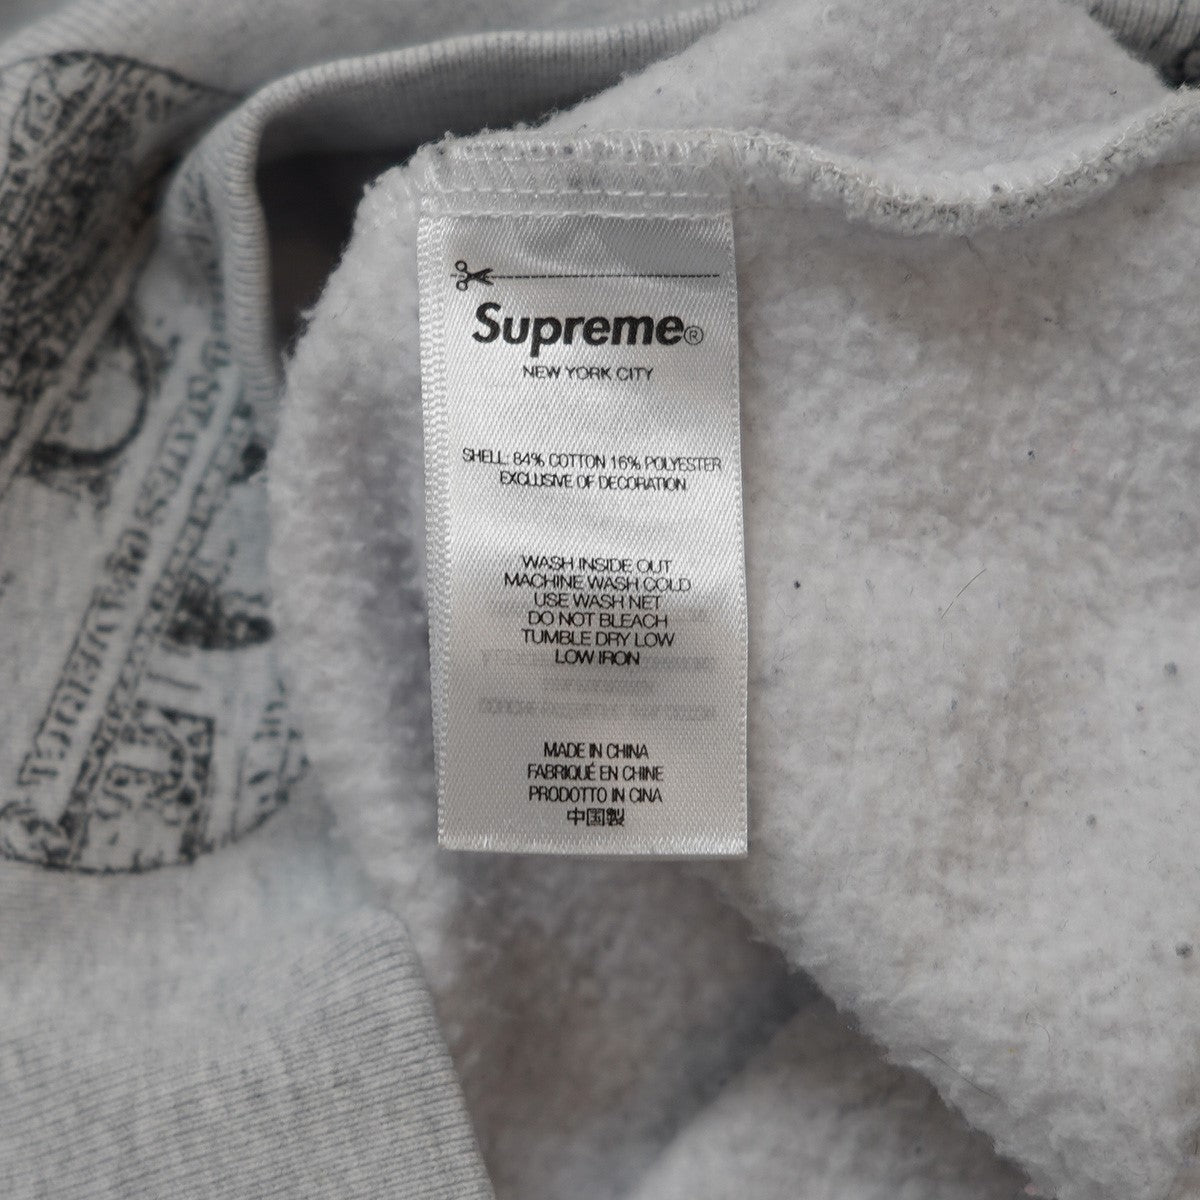 Supreme®
NEW YORK CITY
SHELL: 84% COTTON 16% POLYESTER
EXCLUSIVE OF DECORATION
WASH INSIDE OUT
MACHINE WASH COLD
USE WASH NET
DO NOT BLEACH
TUMBLE DRY LOW
LOW IRON
MADE IN CHINA
FABRIQUÉ EN CHINE
PRODOTTO IN CINA
中国製